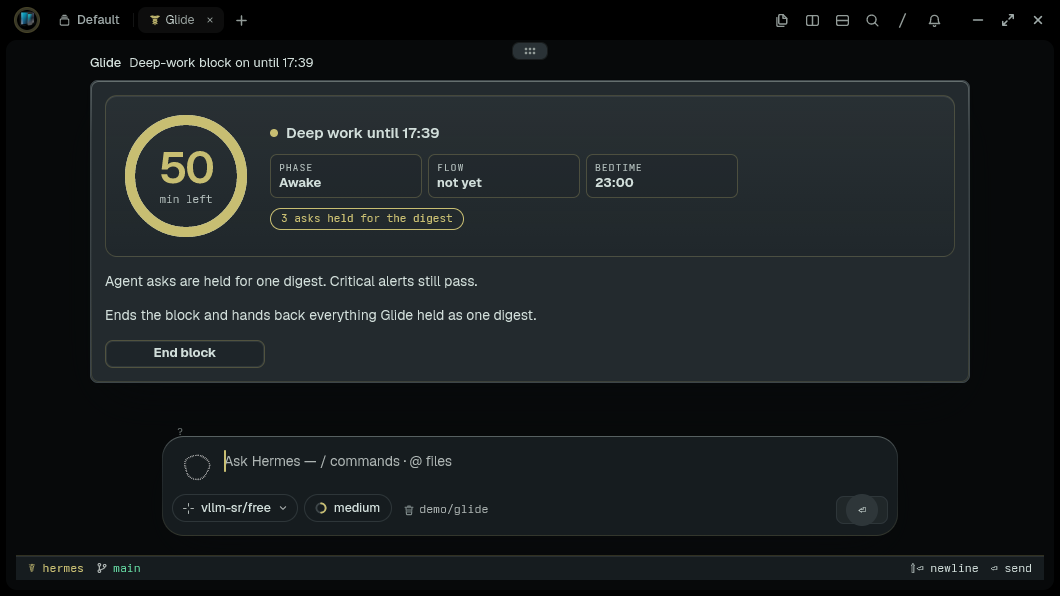 Default
Glide × +
Glide Deep-work block on until 17:39
50
min left
Deep work until 17:39
PHASE
Awake
FLOW
not yet
BEDTIME
23:00
3 asks held for the digest
Agent asks are held for one digest. Critical alerts still pass.
Ends the block and hands back everything Glide held as one digest.
End block
?
Ask Hermes — / commands · @ files
vllm-sr/free
medium
demo/glide
hermes
main
newline
send